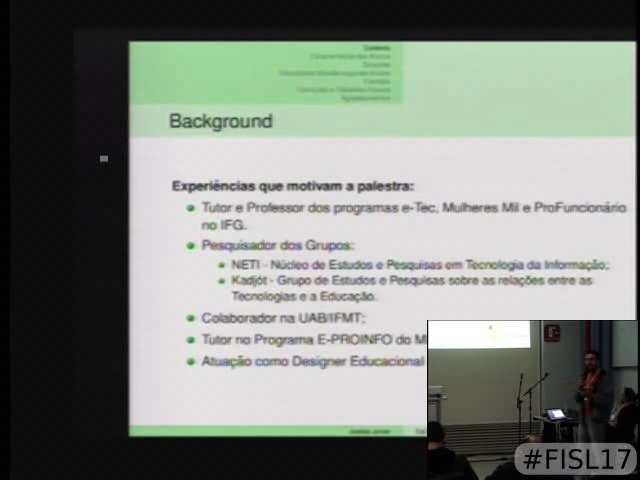 Contexto
Background
Experiências que motivam a palestra:
Tutor e Professor dos programas e-Tec, Mulheres Mil e ProFuncionário
no IFG.
Pesquisador dos Grupos:
NETI - Núcleo de Estudos e Pesquisas em Tecnologia da Informação;
Kadjót - Grupo de Estudos e Pesquisas sobre as relações entre as
Tecnologias e a Educação.
Colaborador na UAB/IFMT;
Tutor no Programa E-PROINFO do
Atuação como Designer Educacional
#FISL17